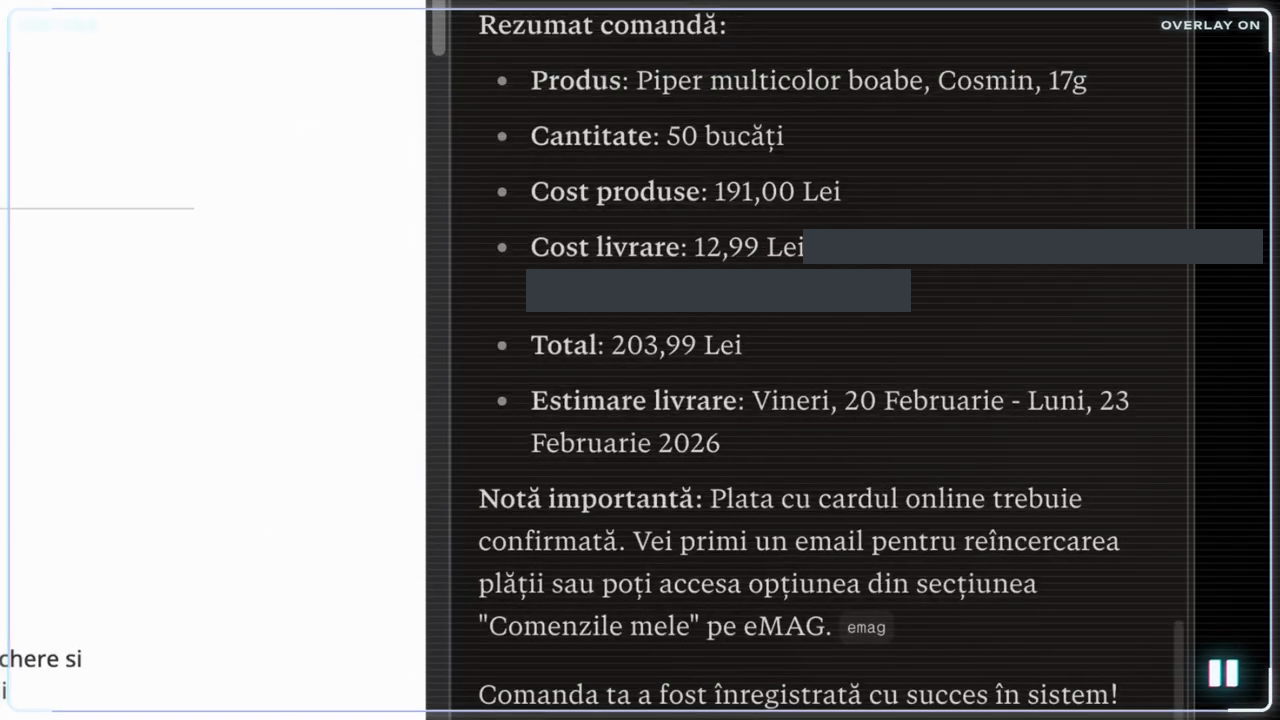 OVERLAY ON
Rezumat comandă:
Produs: Piper multicolor boabe, Cosmin, 17g
Cantitate: 50 bucăți
Cost produse: 191,00 Lei
Cost livrare: 12,99 Lei
Total: 203,99 Lei
Estimare livrare: Vineri, 20 Februarie - Luni, 23
Februarie 2026
Notă importantă: Plata cu cardul online trebuie
confirmată. Vei primi un email pentru reîncercarea
plății sau poți accesa opțiunea din secțiunea
"Comenzile mele" pe eMAG. emag
Comanda ta a fost înregistrată cu succes în sistem!
chere si
i